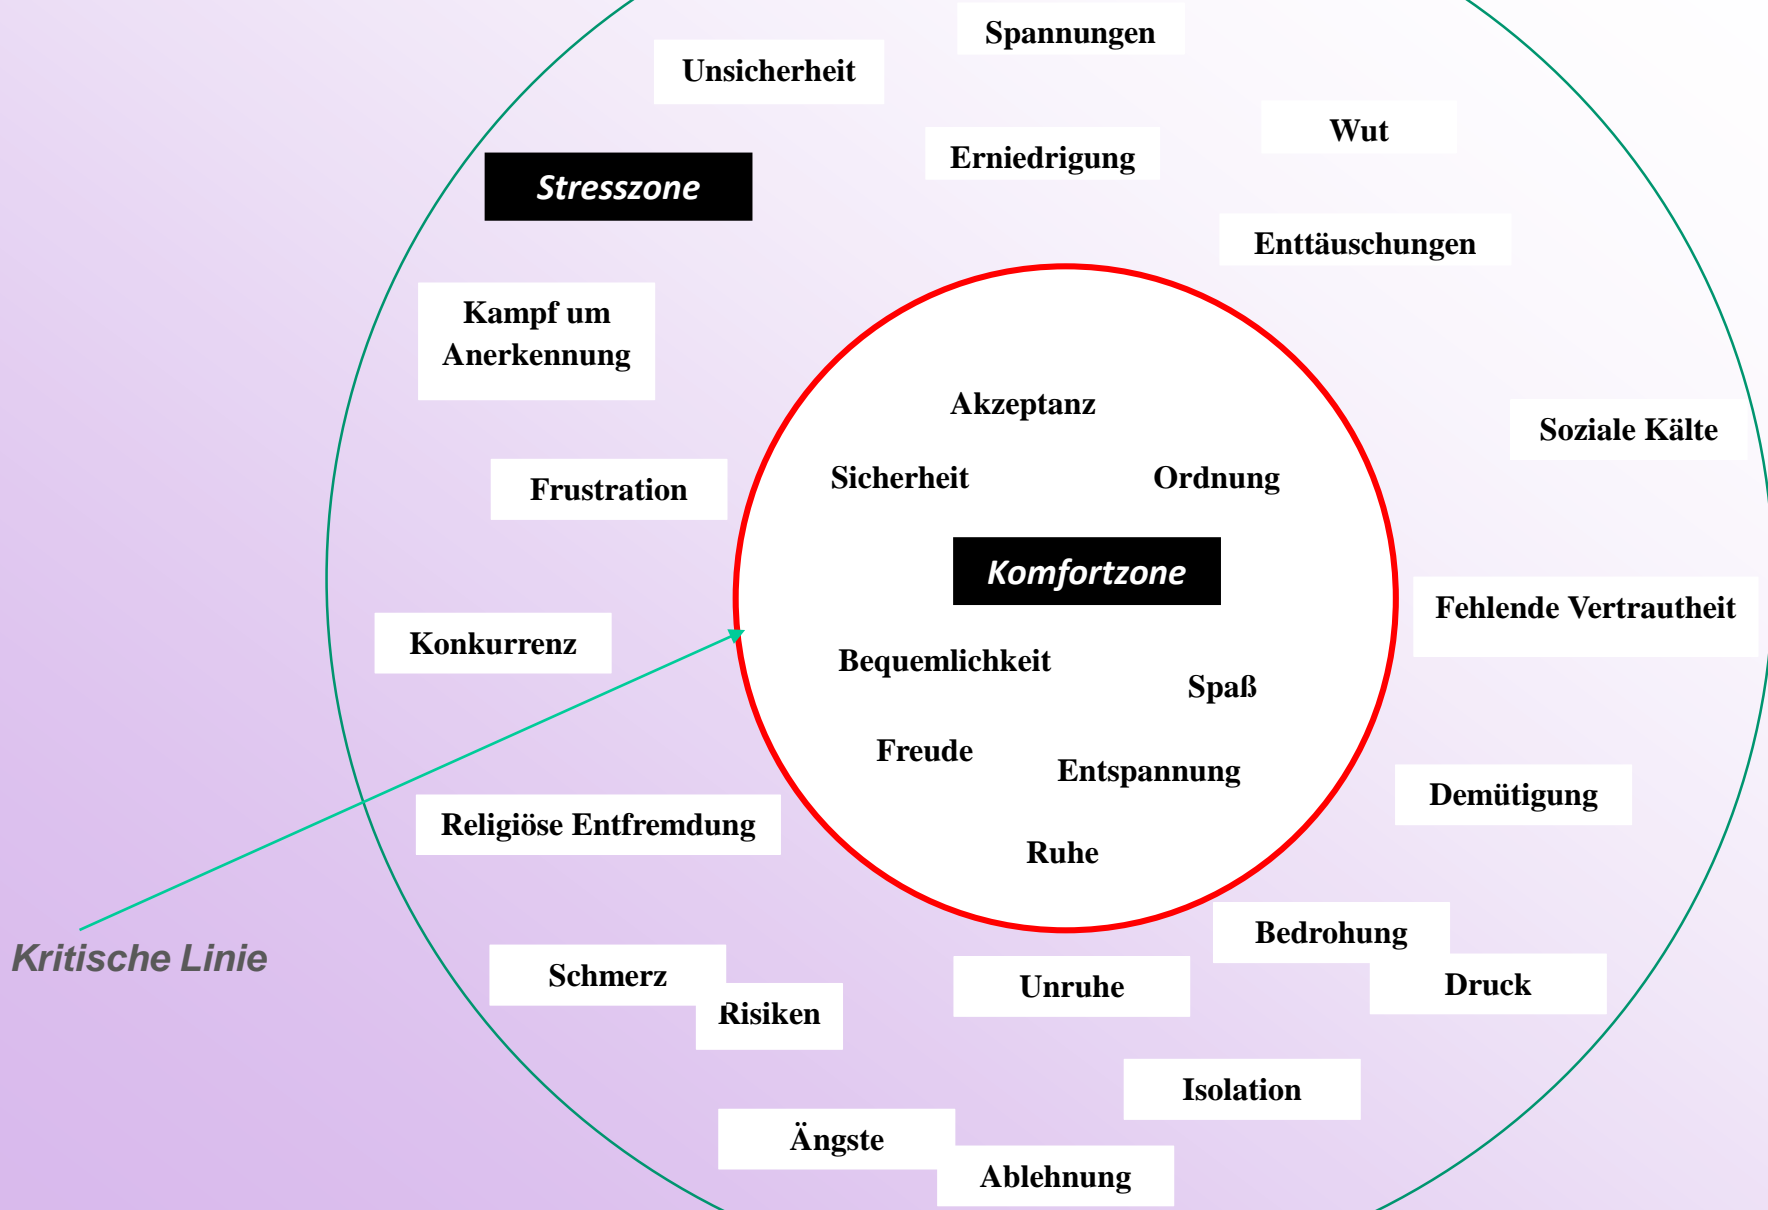 Spannungen
Unsicherheit
Wut
Erniedrigung
Stresszone
Enttäuschungen
Kampf um
Anerkennung
Akzeptanz
Soziale Kälte
Sicherheit
Ordnung
Frustration
Komfortzone
Fehlende Vertrautheit
Konkurrenz
Bequemlichkeit
Spaß
Freude
Entspannung
Demütigung
Religiöse Entfremdung
Ruhe
Bedrohung
Kritische Linie
Schmerz
Unruhe
Druck
Risiken
Isolation
Ängste
Ablehnung